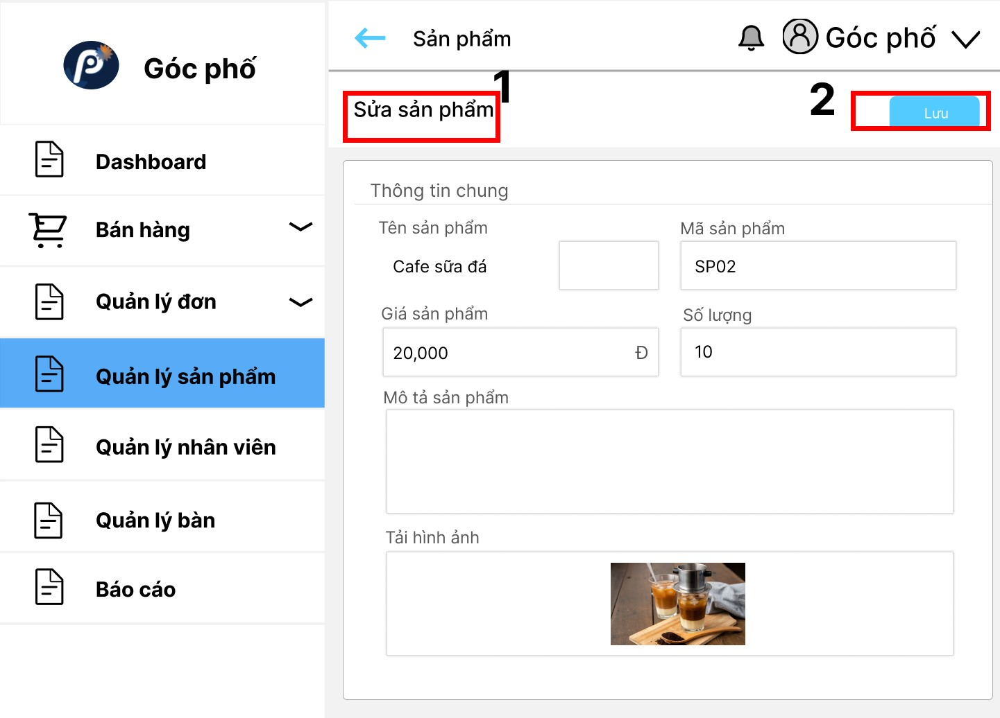 Góc phố
Dashboard
Bán hàng
Quản lý đơn
Quản lý sản phẩm
Quản lý nhân viên
Quản lý bàn
Báo cáo
Sản phẩm
Góc phố
Sửa sản phẩm
1
2
Lưu
Thông tin chung
Tên sản phẩm
Mã sản phẩm
Cafe sữa đá
SP02
Giá sản phẩm
Số lượng
20,000 Đ
10
Mô tả sản phẩm
Tải hình ảnh